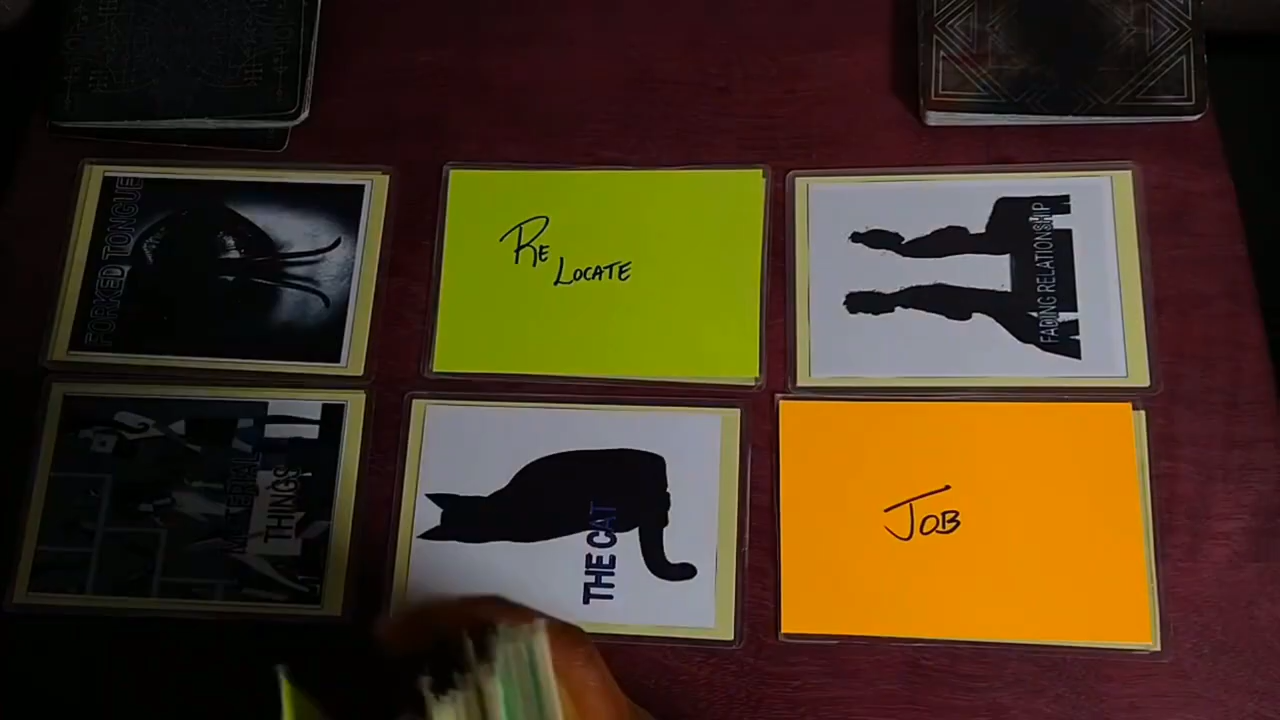 FORKED TONGUE
RE
LOCATE
FADING RELATIONSHIP
MATERIAL
THINGS
THE CAT
JOB